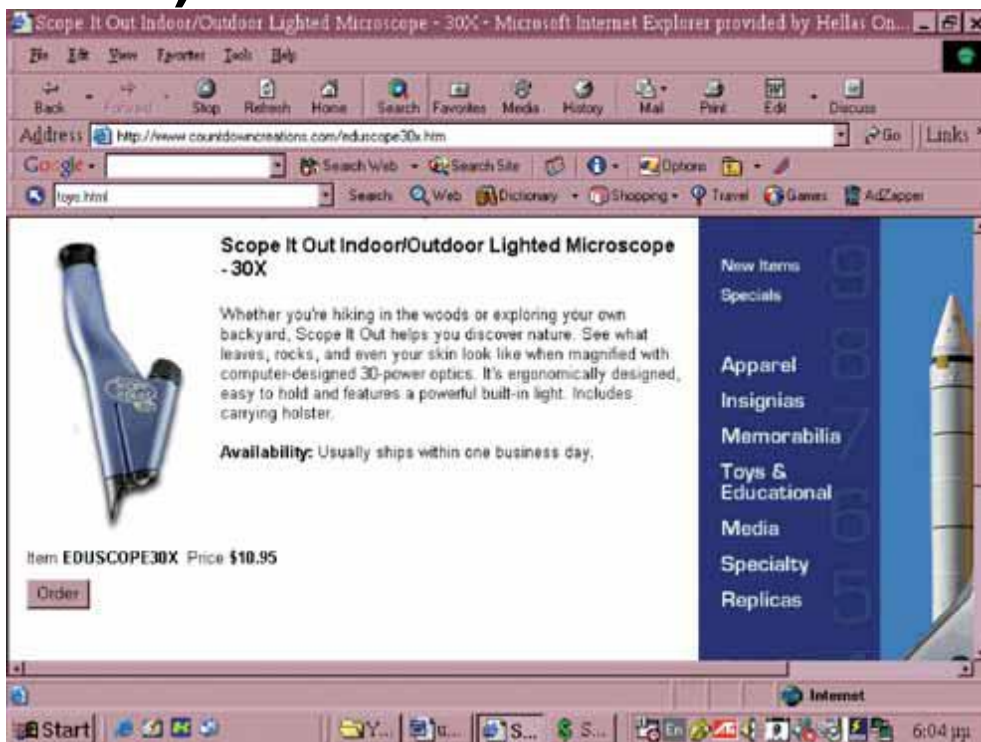 Scope It Out Indoor/Outdoor Lighted Microscope - 30X - Microsoft Internet Explorer provided by Hellas On...
File Edit View Favorites Tools Help
Back Forward Stop Refresh Home Search Favorites Media History Mail Print Edit Discuss
Address http://www.countdowncreations.com/eduscope30x.htm Go Links
Google Search Web Search Site Options
toys.html Search Web Dictionary Shopping Travel Games AdZapper
Scope It Out Indoor/Outdoor Lighted Microscope
- 30X
Whether you're hiking in the woods or exploring your own
backyard, Scope It Out helps you discover nature. See what
leaves, rocks, and even your skin look like when magnified with
computer-designed 30-power optics. It's ergonomically designed,
easy to hold and features a powerful built-in light. Includes
carrying holster.
Availability: Usually ships within one business day.
Item EDUSCOPE30X Price $10.95
Order
New Items
Specials
9
8
Apparel
Insignias
7
Memorabilia
Toys &
Educational
6
Media
Specialty
5
Replicas
Internet
Start Y... u... S... S... En 6:04 μμ